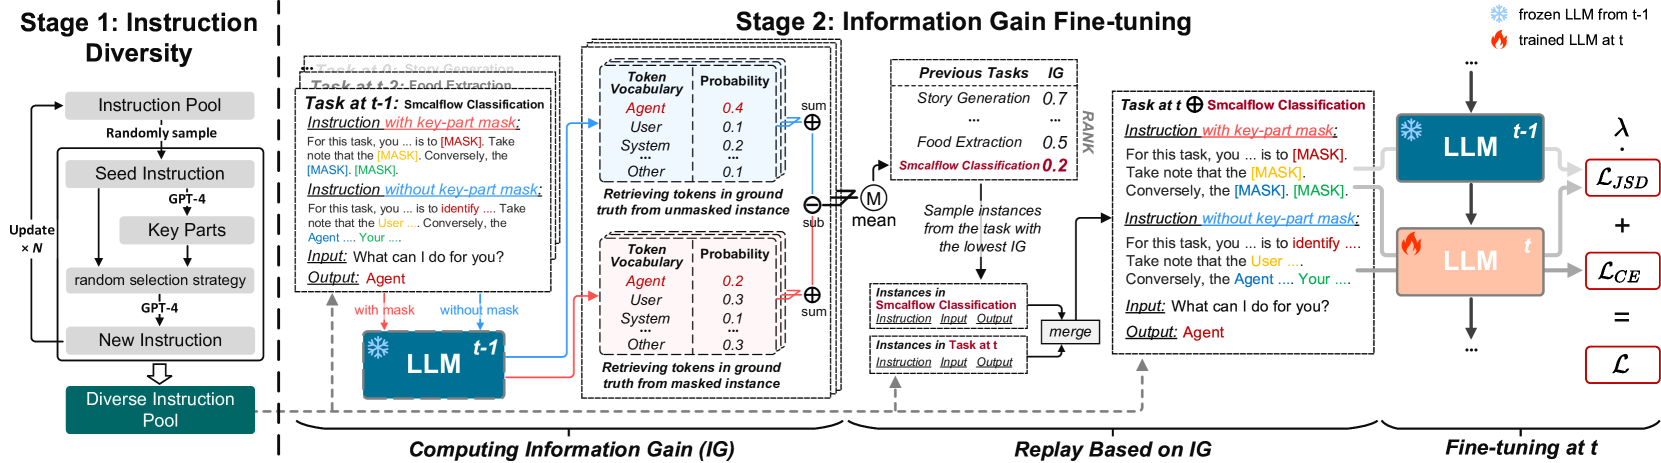 Stage 1: Instruction
Diversity
Instruction Pool
Randomly sample
Seed Instruction
GPT-4
Key Parts
random selection strategy
GPT-4
New Instruction
Update
× N
Diverse Instruction
Pool
Stage 2: Information Gain Fine-tuning
frozen LLM from t-1
trained LLM at t
... Task at 0: Story Generation
Task at t-2: Food Extraction
Task at t-1: Smcalflow Classification
Instruction with key-part mask:
For this task, you ... is to [MASK]. Take
note that the [MASK]. Conversely, the
[MASK]. [MASK].
Instruction without key-part mask:
For this task, you ... is to identify .... Take
note that the User .... Conversely, the
Agent .... Your ....
Input: What can I do for you?
Output: Agent
with mask
without mask
LLM t-1
Token
Vocabulary
Probability
Agent 0.4
User 0.1
System 0.2
... ...
Other 0.1
Retrieving tokens in ground
truth from unmasked instance
Token
Vocabulary
Probability
Agent 0.2
User 0.3
System 0.1
... ...
Other 0.3
Retrieving tokens in ground
truth from masked instance
sum
sub
sum
M
mean
Computing Information Gain (IG)
Previous Tasks IG
Story Generation 0.7
... ...
Food Extraction 0.5
Smcalflow Classification 0.2
RANK
Sample instances
from the task with
the lowest IG
Instances in
Smcalflow Classification
Instruction Input Output
Instances in Task at t
Instruction Input Output
merge
Task at t ⊕ Smcalflow Classification
Instruction with key-part mask:
For this task, you ... is to [MASK].
Take note that the [MASK].
Conversely, the [MASK]. [MASK].
Instruction without key-part mask:
For this task, you ... is to identify ....
Take note that the User ....
Conversely, the Agent .... Your ....
Input: What can I do for you?
Output: Agent
Replay Based on IG
...
LLM t-1
LLM t
...
λ
·
ℒJSD
+
ℒCE
=
ℒ
Fine-tuning at t